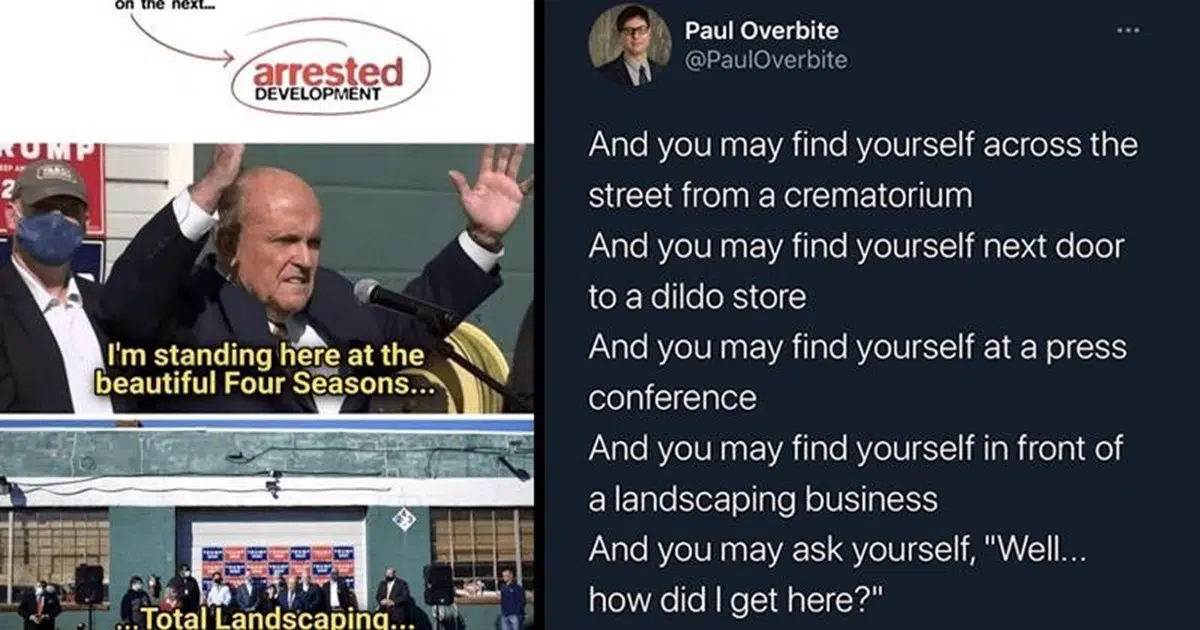 on the next...
arrested
DEVELOPMENT
TRUMP
I'm standing here at the
beautiful Four Seasons...
...Total Landscaping...
Paul Overbite
@PaulOverbite
And you may find yourself across the
street from a crematorium
And you may find yourself next door
to a dildo store
And you may find yourself at a press
conference
And you may find yourself in front of
a landscaping business
And you may ask yourself, "Well...
how did I get here?"